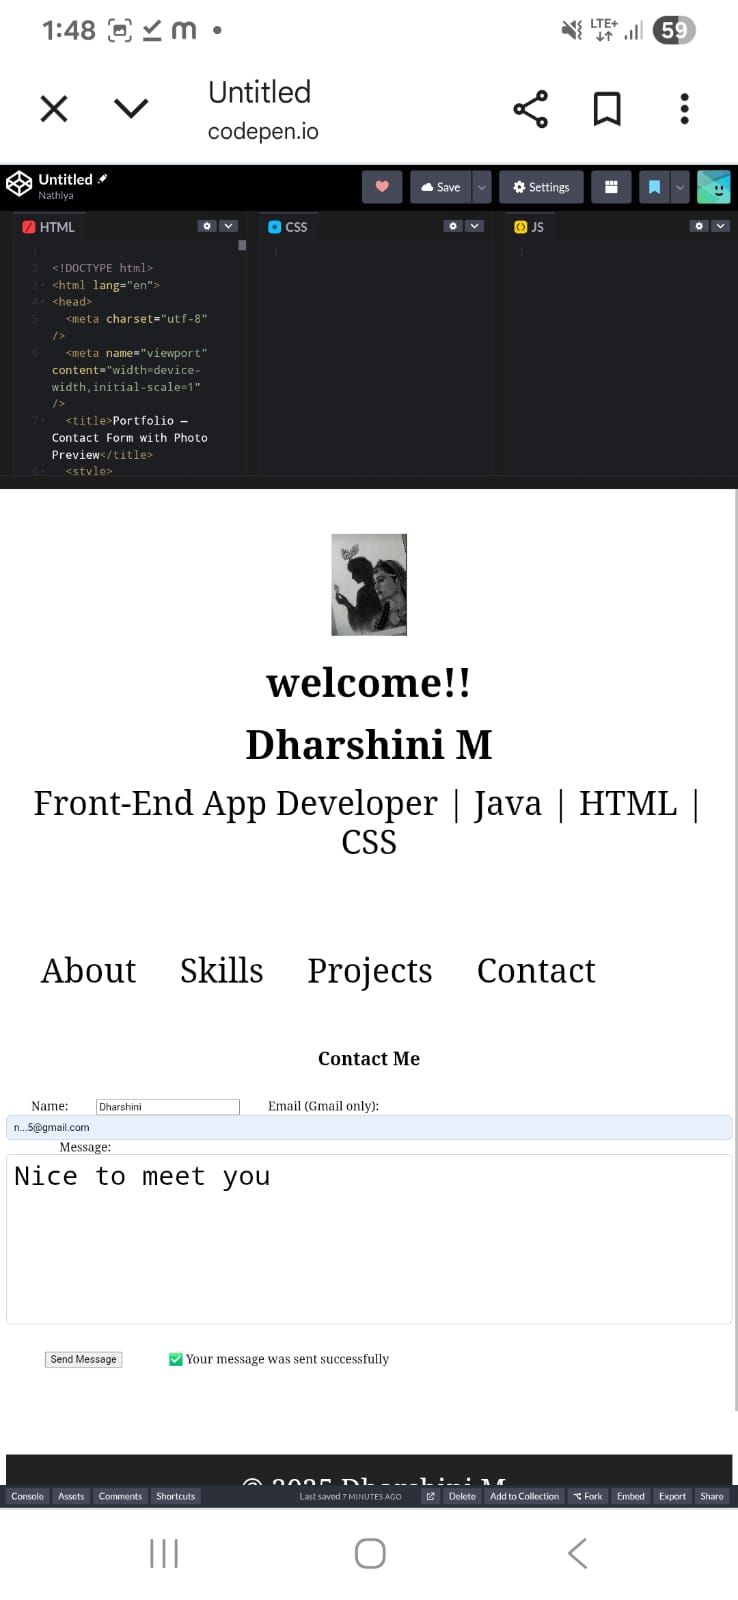 1:48
LTE+
59
Untitled
codepen.io
Untitled
Nathiya
Save
Settings
HTML
CSS
JS
1
2 <!DOCTYPE html>
3 <html lang="en">
4 <head>
5 <meta charset="utf-8"
/>
6 <meta name="viewport"
content="width=device-
width,initial-scale=1"
/>
7 <title>Portfolio —
Contact Form with Photo
Preview</title>
8 <style>
1
1
welcome!!
Dharshini M
Front-End App Developer | Java | HTML |
CSS
About Skills Projects Contact
Contact Me
Name: Dharshini Email (Gmail only):
n...5@gmail.com
Message:
Nice to meet you
Send Message ✅ Your message was sent successfully
© 2025 Dharshini M
Console Assets Comments Shortcuts Last saved 7 MINUTES AGO Delete Add to Collection Fork Embed Export Share